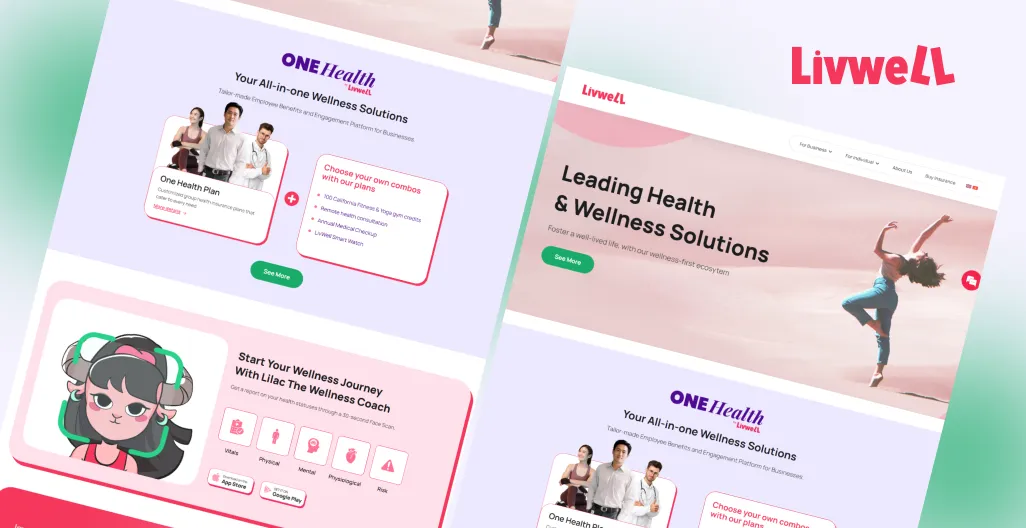 LivweLL
ONE Health
by LivweLL
Your All-in-one Wellness Solutions
Tailor-made Employee Benefits and Engagement Platform for Businesses
One Health Plan
Customized group health insurance plans that
cater to every need
More details →
Choose your own combos
with our plans
100 California Fitness & Yoga gym credits
Remote health consultation
Annual Medical Checkup
LivWell Smart Watch
See More
Start Your Wellness Journey
With Lilac The Wellness Coach
Get a report on your health statuses through a 30-second Face Scan.
Vitals
Physical
Mental
Physiological
Risk
App Store
Google Play
LivweLL
For Business
For Individual
About Us
Buy Insurance
Leading Health
& Wellness Solutions
Foster a well-lived life, with our wellness-first ecosytem
See More
ONE Health
by LivweLL
Your All-in-one Wellness Solutions
Tailor-made Employee Benefits and Engagement Platform for Businesses
One Health Plan
Choose your own combos
with our plans